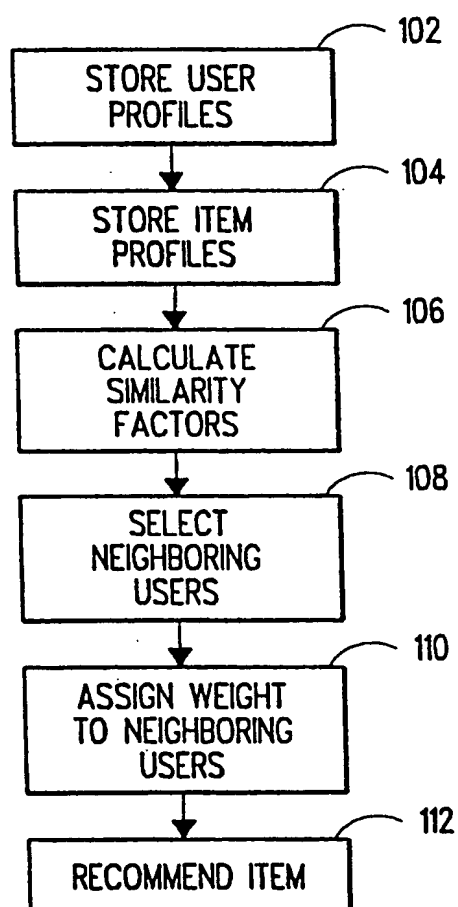 102
STORE USER
PROFILES
104
STORE ITEM
PROFILES
106
CALCULATE
SIMILARITY
FACTORS
108
SELECT
NEIGHBORING
USERS
110
ASSIGN WEIGHT
TO NEIGHBORING
USERS
112
RECOMMEND ITEM